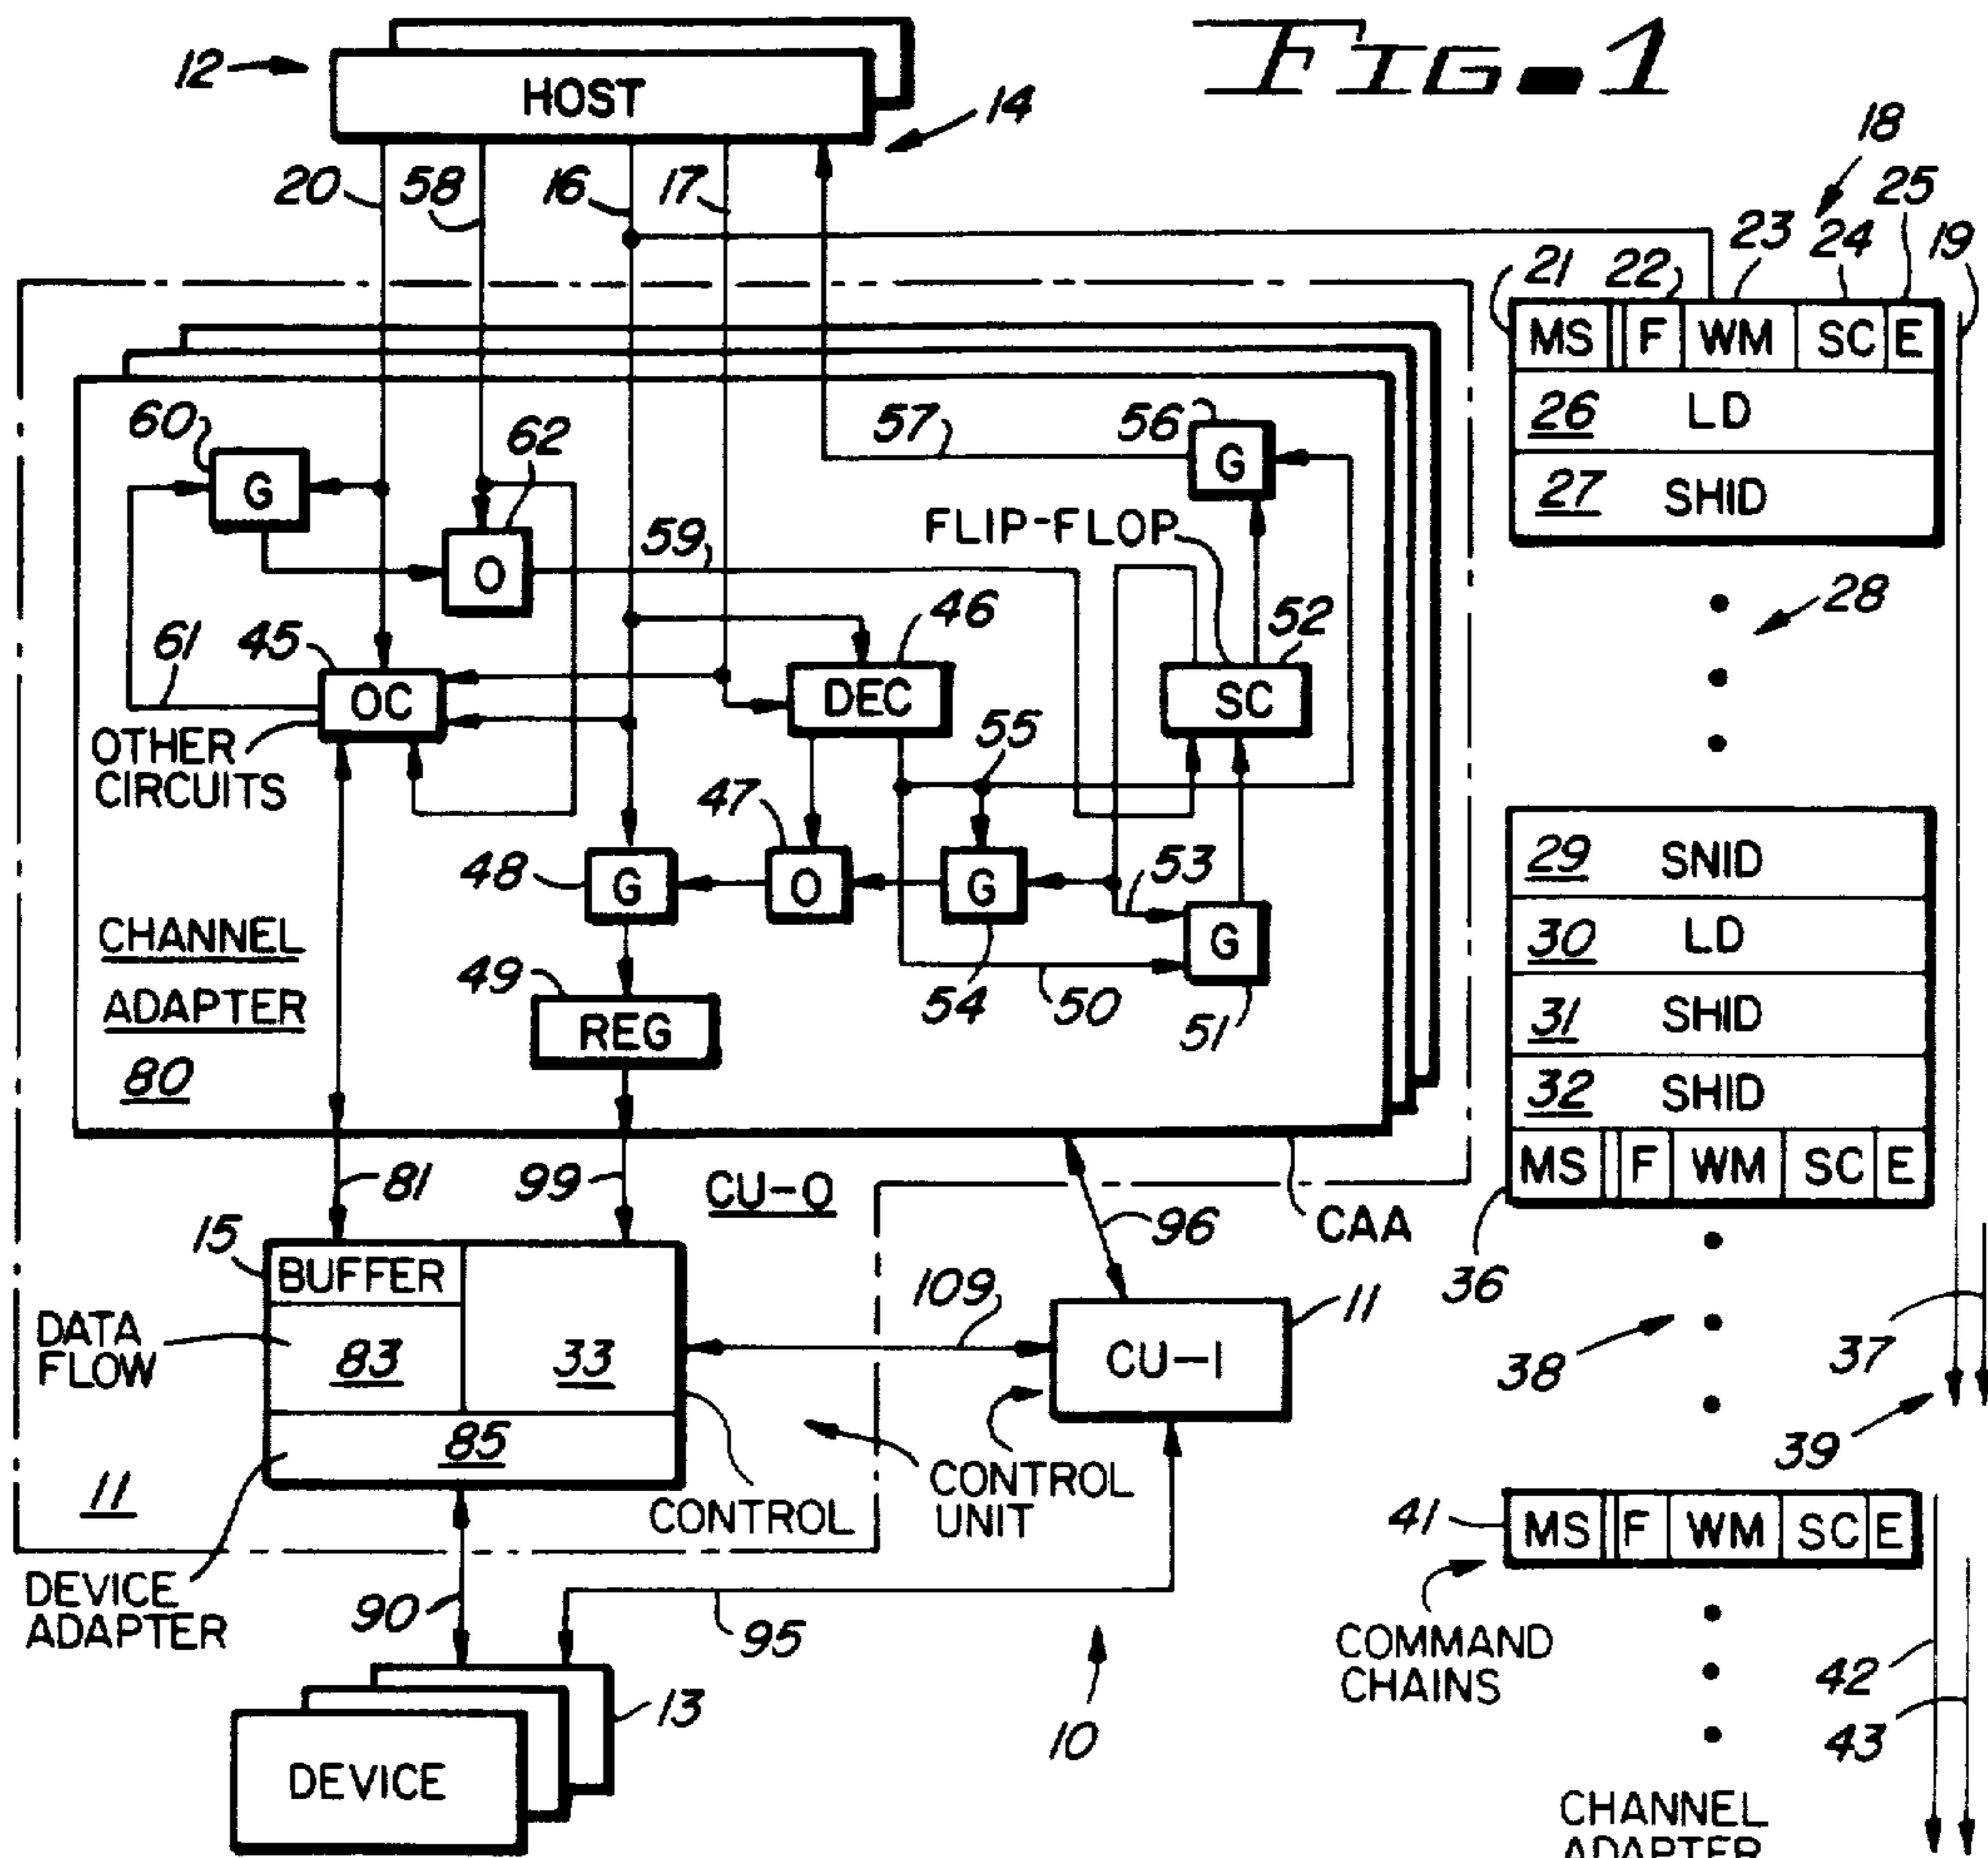 FIG-1
12
HOST
14
18
20
58
16
17
25
23
24
19
21
22
MS F WM SC E
26 LD
27 SHID
28
60
62
57
56
G
G
FLIP-FLOP
59
O
52
61
45
46
OC
DEC
SC
OTHER
CIRCUITS
55
47
29 SNID
48
G
O
G
53
30 LD
CHANNEL
ADAPTER
80
49
54
50
G
51
31 SHID
REG
32 SHID
MS F WM SC E
81
99
CU-0
96
CAA
36
15
BUFFER
109
11
DATA
FLOW
83
33
CU-1
37
38
39
85
11
CONTROL
CONTROL
UNIT
41
MS F WM SC E
DEVICE
ADAPTER
90
95
COMMAND
CHAINS
42
13
10
43
DEVICE
CHANNEL
ADAPTER